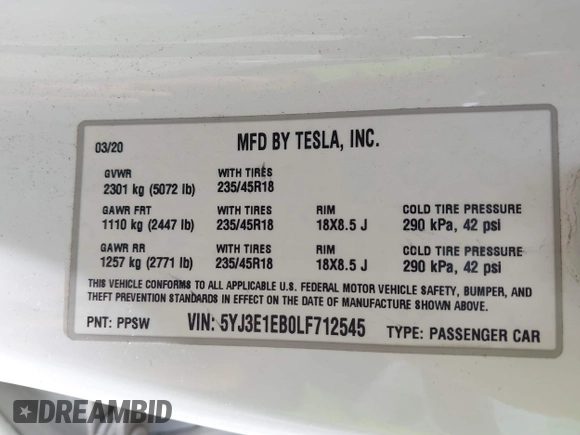 03/20 MFD BY TESLA, INC.
GVWR WITH TIRES
2301 kg (5072 lb) 235/45R18
GAWR FRT WITH TIRES RIM COLD TIRE PRESSURE
1110 kg (2447 lb) 235/45R18 18X8.5 J 290 kPa, 42 psi
GAWR RR WITH TIRES RIM COLD TIRE PRESSURE
1257 kg (2771 lb) 235/45R18 18X8.5 J 290 kPa, 42 psi
THIS VEHICLE CONFORMS TO ALL APPLICABLE U.S. FEDERAL MOTOR VEHICLE SAFETY, BUMPER, AND
THEFT PREVENTION STANDARDS IN EFFECT ON THE DATE OF MANUFACTURE SHOWN ABOVE.
PNT: PPSW VIN: 5YJ3E1EB0LF712545 TYPE: PASSENGER CAR
DREAMBID